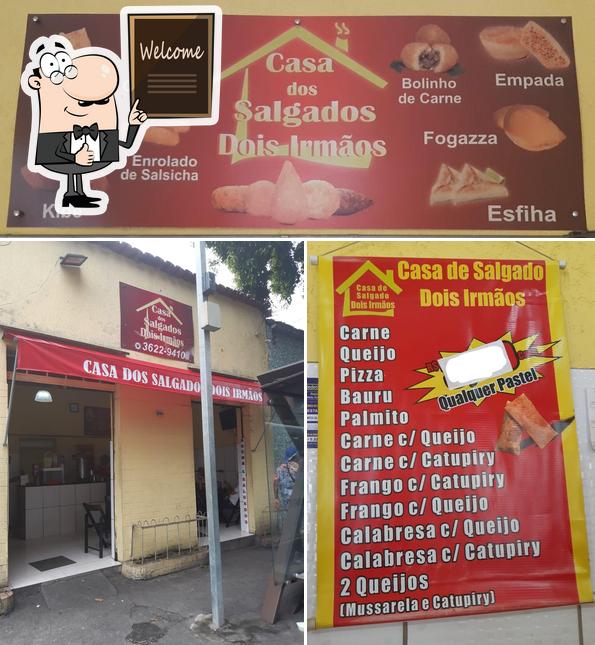 Welcome
Casa
dos
Salgados
Dois Irmãos
Bolinho
de Carne
Empada
Fogazza
Enrolado
de Salsicha
Esfiha
Casa
dos
Salgados
Dois Irmãos
3622-9410
CASA DOS SALGADOS DOIS IRMÃOS
Casa de
Salgado
Dois Irmãos
Casa de Salgado
Dois Irmãos
Qualquer Pastel
Carne
Queijo
Pizza
Bauru
Palmito
Carne c/ Queijo
Carne c/ Catupiry
Frango c/ Catupiry
Frango c/ Queijo
Calabresa c/ Queijo
Calabresa c/ Catupiry
2 Queijos
(Mussarela e Catupiry)